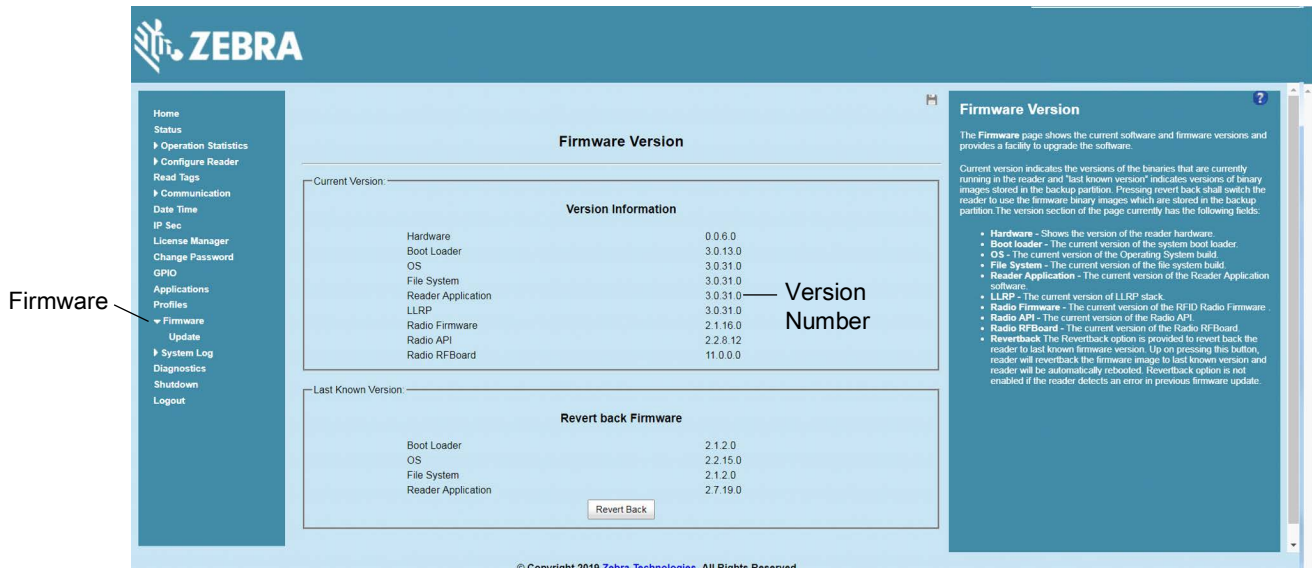 ZEBRA
Home
Status
Operation Statistics
Configure Reader
Read Tags
Communication
Date Time
IP Sec
License Manager
Change Password
GPIO
Applications
Profiles
Firmware
Update
System Log
Diagnostics
Shutdown
Logout
Firmware
Firmware Version
Current Version:
Version Information
Hardware 0.0.6.0
Boot Loader 3.0.13.0
OS 3.0.31.0
File System 3.0.31.0
Reader Application 3.0.31.0
LLRP 3.0.31.0
Radio Firmware 2.1.16.0
Radio API 2.2.8.12
Radio RFBoard 11.0.0.0
Version
Number
Last Known Version:
Revert back Firmware
Boot Loader 2.1.2.0
OS 2.2.15.0
File System 2.1.2.0
Reader Application 2.7.19.0
Revert Back
?
Firmware Version
The Firmware page shows the current software and firmware versions and
provides a facility to upgrade the software.
Current version indicates the versions of the binaries that are currently
running in the reader and "last known version" indicates versions of binary
images stored in the backup partition. Pressing revert back shall switch the
reader to use the firmware binary images which are stored in the backup
partition.The version section of the page currently has the following fields:
• Hardware - Shows the version of the reader hardware.
• Boot loader - The current version of the system boot loader.
• OS - The current version of the Operating System build.
• File System - The current version of the file system build.
• Reader Application - The current version of the Reader Application
software.
• LLRP - The current version of LLRP stack.
• Radio Firmware - The current version of the RFID Radio Firmware .
• Radio API - The current version of the Radio API.
• Radio RFBoard - The current version of the Radio RFBoard.
• Revertback The Revertback option is provided to revert back the
reader to last known firmware version. Up on pressing this button,
reader will revertback the firmware image to last known version and
reader will be automatically rebooted. Revertback option is not
enabled if the reader detects an error in previous firmware update.
© Copyright 2019 Zebra Technologies. All Rights Reserved